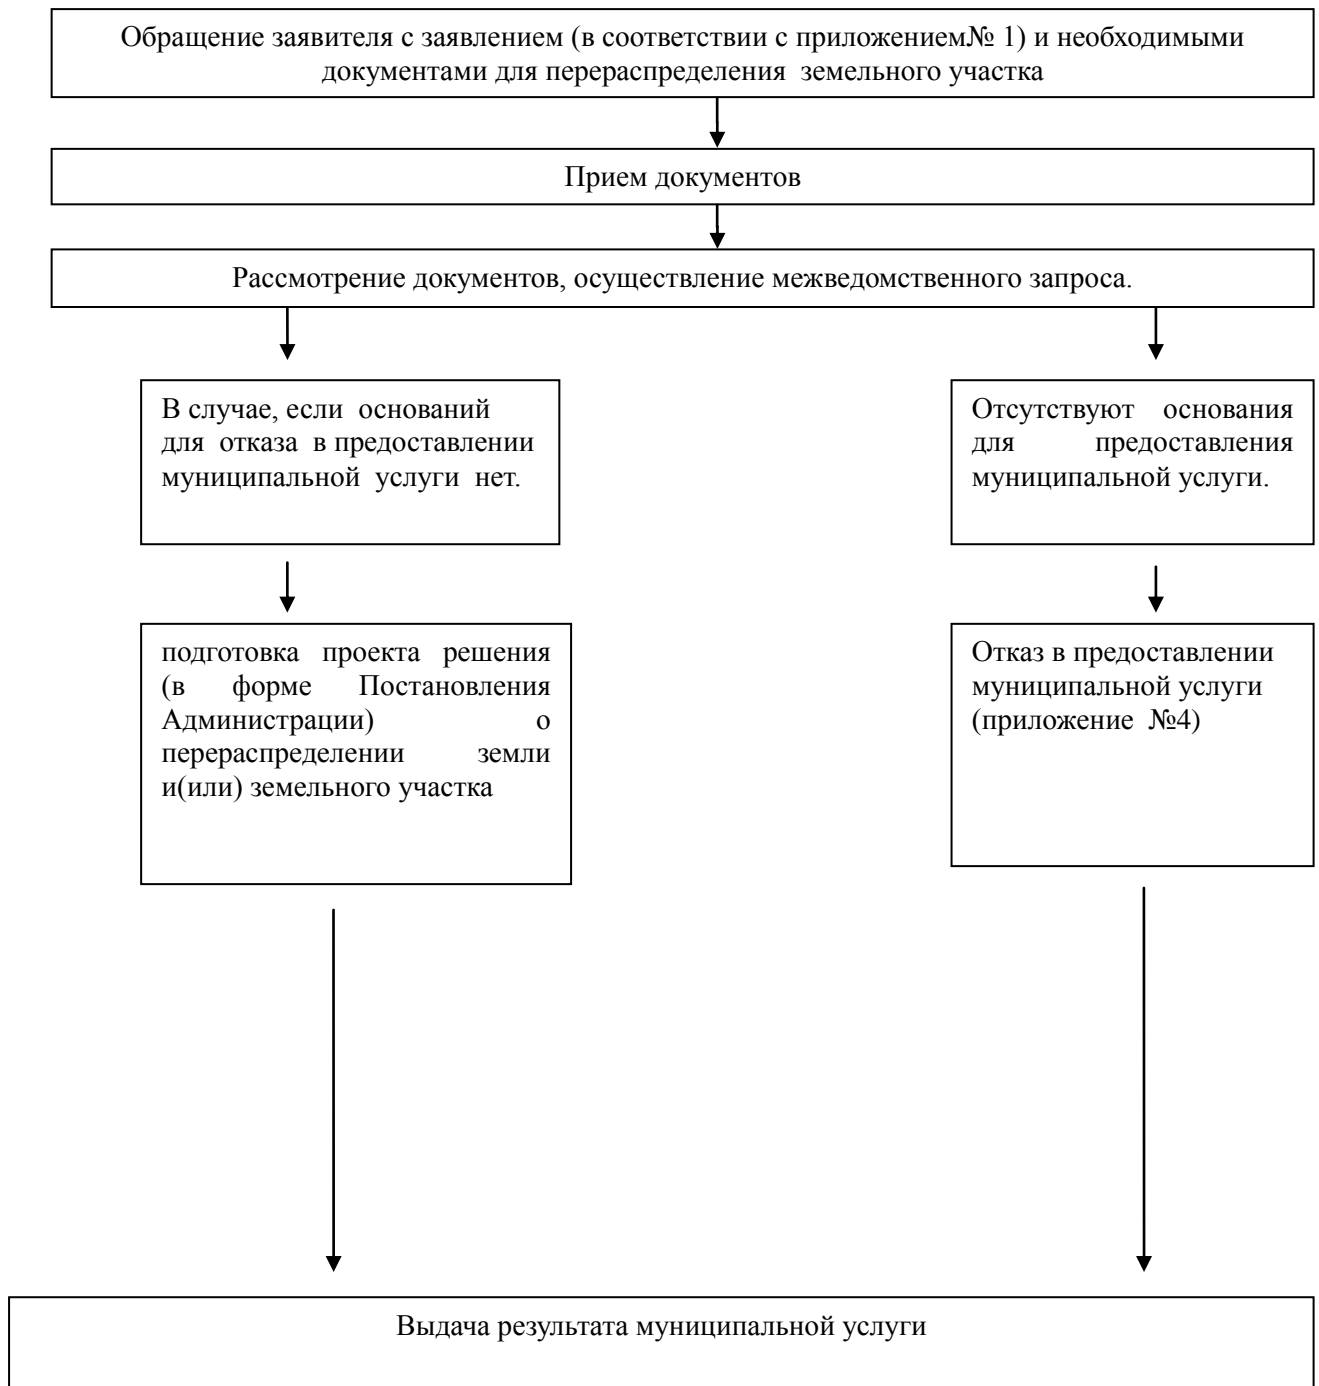 Обращение заявителя с заявлением (в соответствии с приложением№ 1) и необходимыми
документами для перераспределения земельного участка
Прием документов
Рассмотрение документов, осуществление межведомственного запроса.
В случае, если оснований
для отказа в предоставлении
муниципальной услуги нет.
Отсутствуют основания
для предоставления
муниципальной услуги.
подготовка проекта решения
(в форме Постановления
Администрации) о
перераспределении земли
и(или) земельного участка
Отказ в предоставлении
муниципальной услуги
(приложение №4)
Выдача результата муниципальной услуги